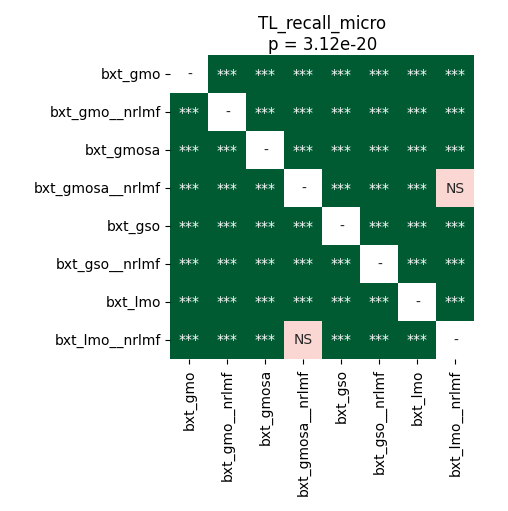 TL_recall_micro
p = 3.12e-20
bxt_gmo - *** *** *** *** *** *** ***
bxt_gmo__nrlmf *** - *** *** *** *** *** ***
bxt_gmosa *** *** - *** *** *** *** ***
bxt_gmosa__nrlmf *** *** *** - *** *** *** NS
bxt_gso *** *** *** *** - *** *** ***
bxt_gso__nrlmf *** *** *** *** *** - *** ***
bxt_lmo *** *** *** *** *** *** - ***
bxt_lmo__nrlmf *** *** *** NS *** *** *** -
bxt_gmo
bxt_gmo__nrlmf
bxt_gmosa
bxt_gmosa__nrlmf
bxt_gso
bxt_gso__nrlmf
bxt_lmo
bxt_lmo__nrlmf